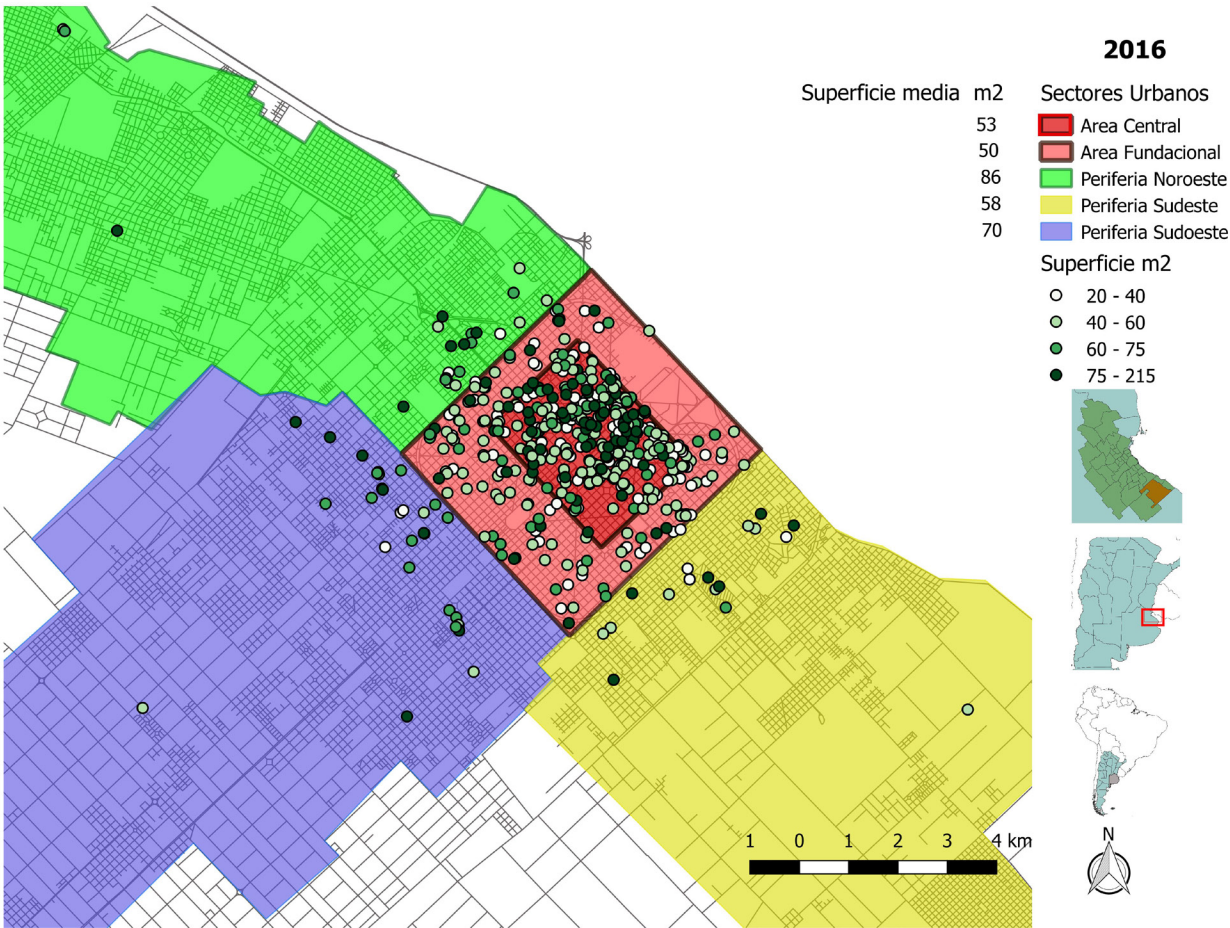 2016
Superficie media m2
Sectores Urbanos
53 Area Central
50 Area Fundacional
86 Periferia Noroeste
58 Periferia Sudeste
70 Periferia Sudoeste
Superficie m2
20 - 40
40 - 60
60 - 75
75 - 215
1 0 1 2 3 4 km
N